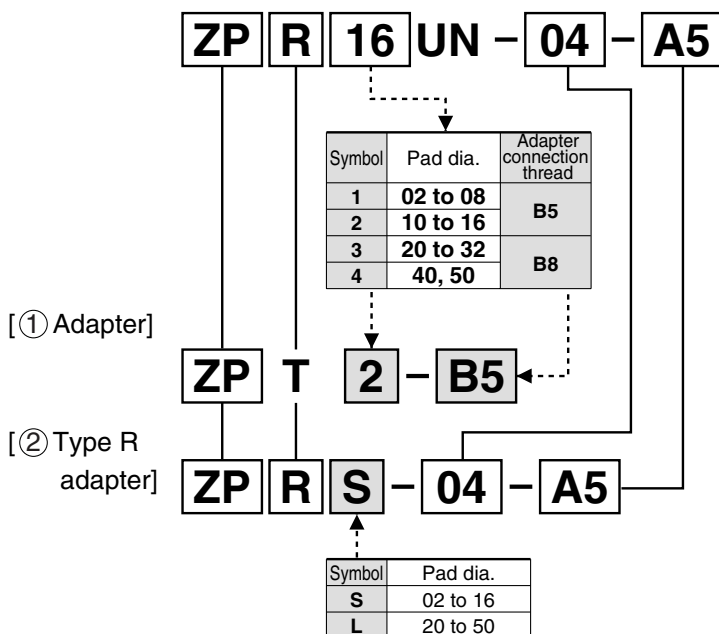 ZP R 16 UN – 04 – A5
Symbol Pad dia. Adapter connection thread
1 02 to 08 B5
2 10 to 16
3 20 to 32 B8
4 40, 50
[① Adapter]
ZP T 2 – B5
[② Type R
adapter]
ZP R S – 04 – A5
Symbol Pad dia.
S 02 to 16
L 20 to 50